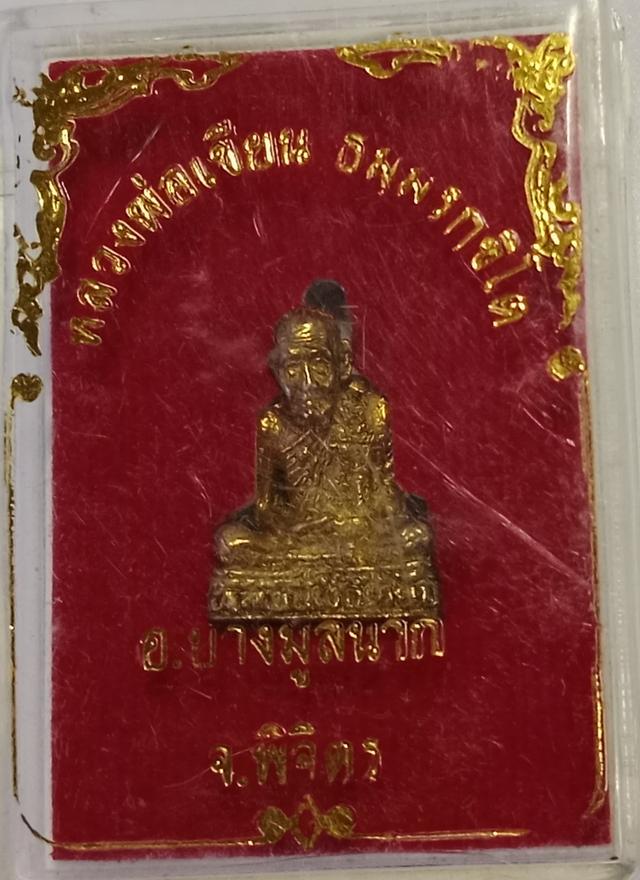 หลวงพ่อเขียน ธมฺมรกฺขิโต
อ.บางมูลนาก
จ.พิจิตร